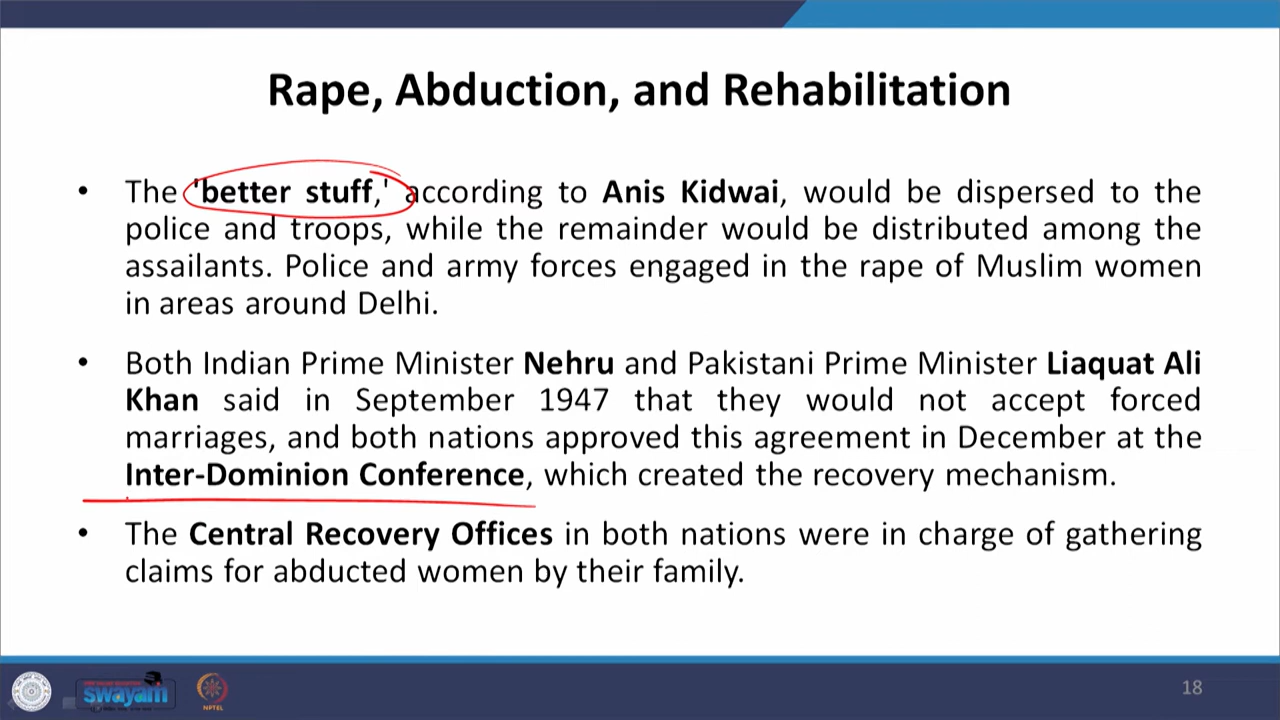 Rape, Abduction, and Rehabilitation
• The 'better stuff,' according to Anis Kidwai, would be dispersed to the
police and troops, while the remainder would be distributed among the
assailants. Police and army forces engaged in the rape of Muslim women
in areas around Delhi.
• Both Indian Prime Minister Nehru and Pakistani Prime Minister Liaquat Ali
Khan said in September 1947 that they would not accept forced
marriages, and both nations approved this agreement in December at the
Inter-Dominion Conference, which created the recovery mechanism.
• The Central Recovery Offices in both nations were in charge of gathering
claims for abducted women by their family.
swayam
NPTEL
18